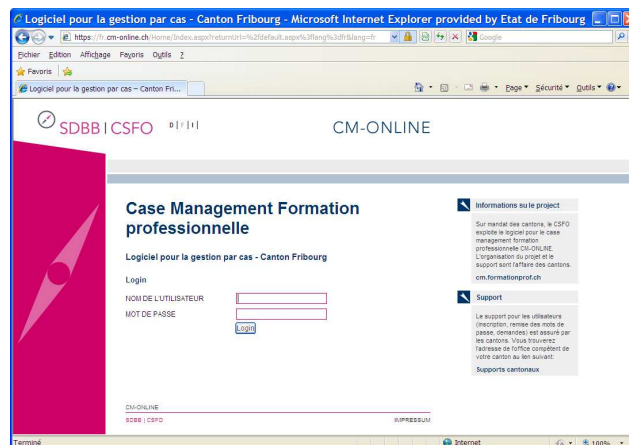 Logiciel pour la gestion par cas - Canton Fribourg - Microsoft Internet Explorer provided by Etat de Fribourg
https://fr.cm-online.ch/Home/Index.aspx?returnUrl=%2fdefault.aspx%3flang%3dfr&lang=fr
Google
Fichier Edition Affichage Favoris Outils ?
Favoris
Logiciel pour la gestion par cas – Canton Fri...
Page Sécurité Outils
SDBB | CSFO D | F | I |
CM-ONLINE
Case Management Formation
professionnelle
Logiciel pour la gestion par cas - Canton Fribourg
Login
NOM DE L'UTILISATEUR
MOT DE PASSE
Login
CM-ONLINE
SDBB | CSFO IMPRESSUM
Informations su le project
Sur mandat des cantons, le CSFO
exploite le logiciel pour le case
management formation
professionnelle CM-ONLINE.
L'organisation du projet et le
support sont l'affaire des cantons.
cm.formationprof.ch
Support
Le support pour les utilisateurs
(inscription, remise des mots de
passe, demandes) est assuré par
les cantons. Vous trouverez
l'adresse de l'office compétent de
votre canton au lien suivant:
Supports cantonaux
Terminé
Internet
100%